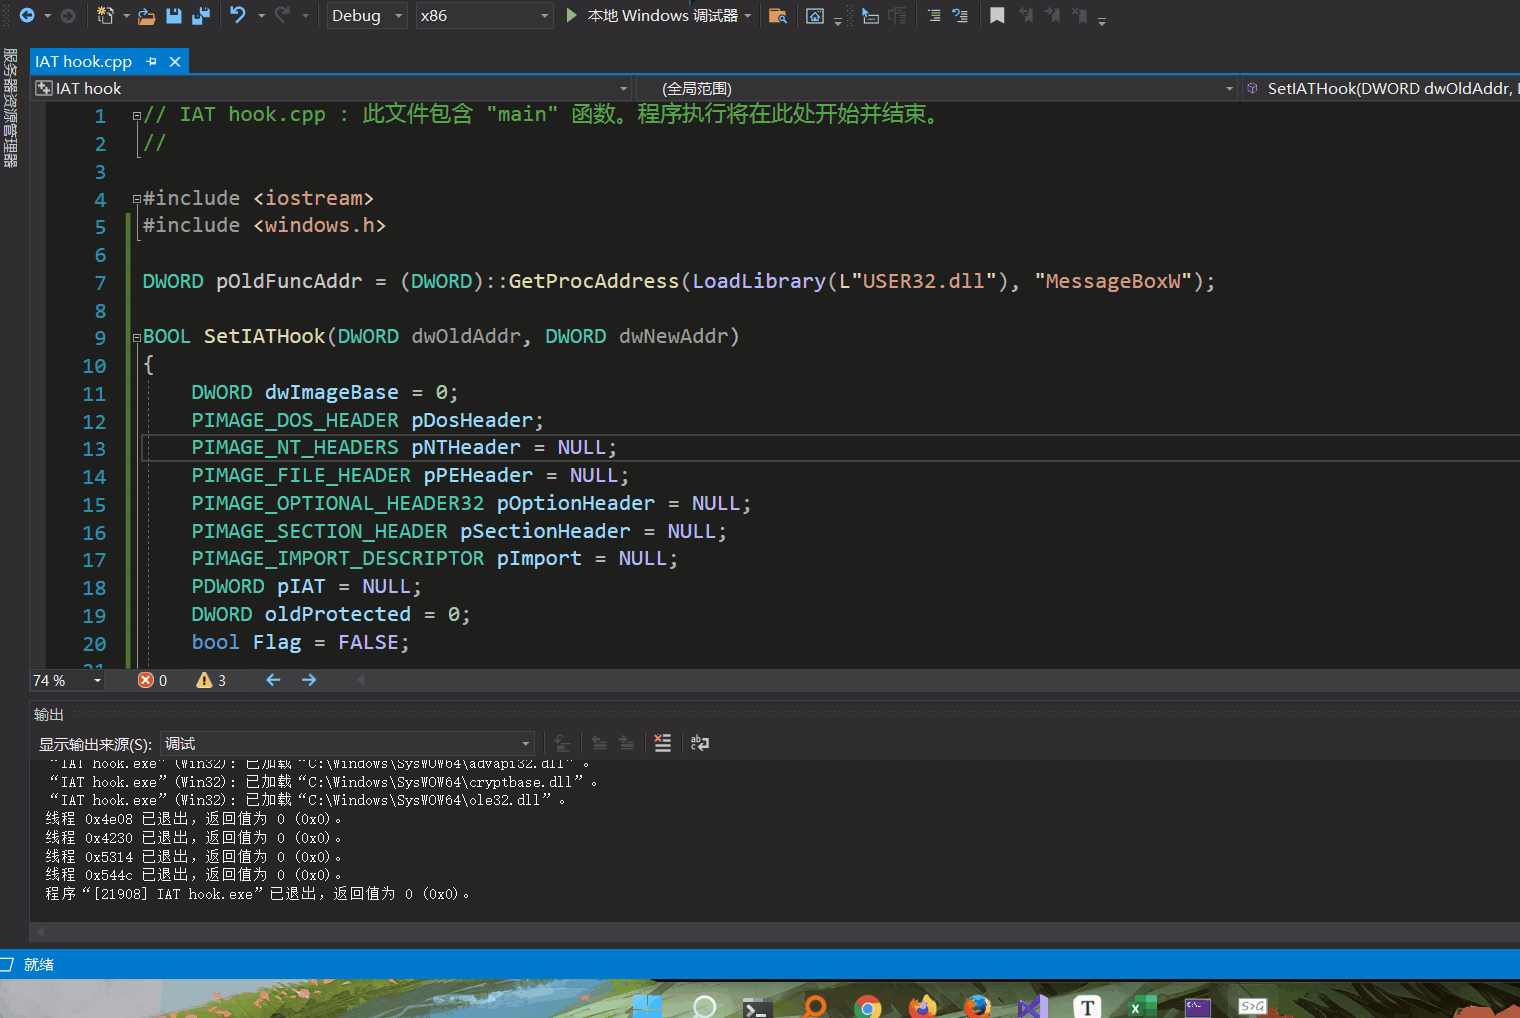 Debug x86 本地 Windows 调试器
服务器资源管理器
IAT hook.cpp
IAT hook (全局范围) SetIATHook(DWORD dwOldAddr,
1 // IAT hook.cpp : 此文件包含 "main" 函数。程序执行将在此处开始并结束。
2 //
3
4 #include <iostream>
5 #include <windows.h>
6
7 DWORD pOldFuncAddr = (DWORD)::GetProcAddress(LoadLibrary(L"USER32.dll"), "MessageBoxW");
8
9 BOOL SetIATHook(DWORD dwOldAddr, DWORD dwNewAddr)
10 {
11 DWORD dwImageBase = 0;
12 PIMAGE_DOS_HEADER pDosHeader;
13 PIMAGE_NT_HEADERS pNTHeader = NULL;
14 PIMAGE_FILE_HEADER pPEHeader = NULL;
15 PIMAGE_OPTIONAL_HEADER32 pOptionHeader = NULL;
16 PIMAGE_SECTION_HEADER pSectionHeader = NULL;
17 PIMAGE_IMPORT_DESCRIPTOR pImport = NULL;
18 PDWORD pIAT = NULL;
19 DWORD oldProtected = 0;
20 bool Flag = FALSE;
21
74 % 0 3
输出
显示输出来源(S): 调试
“IAT hook.exe”(Win32): 已加载“C:\Windows\SysWOW64\advapi32.dll”。
“IAT hook.exe”(Win32): 已加载“C:\Windows\SysWOW64\cryptbase.dll”。
“IAT hook.exe”(Win32): 已加载“C:\Windows\SysWOW64\ole32.dll”。
线程 0x4e08 已退出，返回值为 0 (0x0)。
线程 0x4230 已退出，返回值为 0 (0x0)。
线程 0x5314 已退出，返回值为 0 (0x0)。
线程 0x544c 已退出，返回值为 0 (0x0)。
程序“[21908] IAT hook.exe”已退出，返回值为 0 (0x0)。
就绪
T
S>G